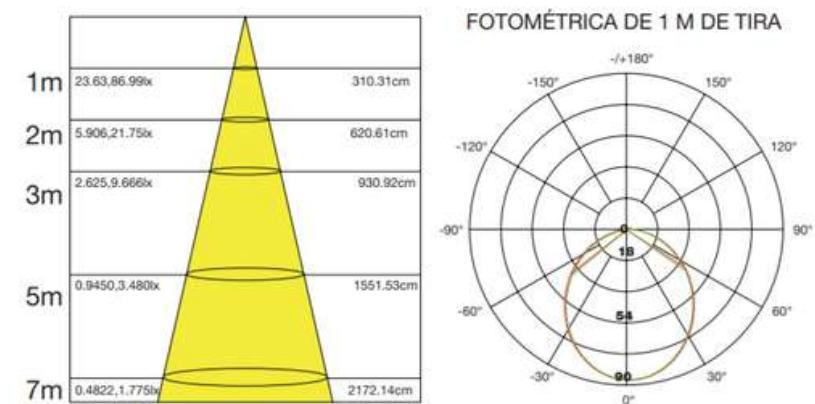 FOTOMÉTRICA DE 1 M DE TIRA
1m 23.63,86.99lx 310.31cm
2m 5.906,21.75lx 620.61cm
3m 2.625,9.666lx 930.92cm
5m 0.9450,3.480lx 1551.53cm
7m 0.4822,1.775lx 2172.14cm
-/+180°
-150° 150°
-120° 120°
-90° 0 90°
18
-60° 54 60°
-30° 90 30°
0°